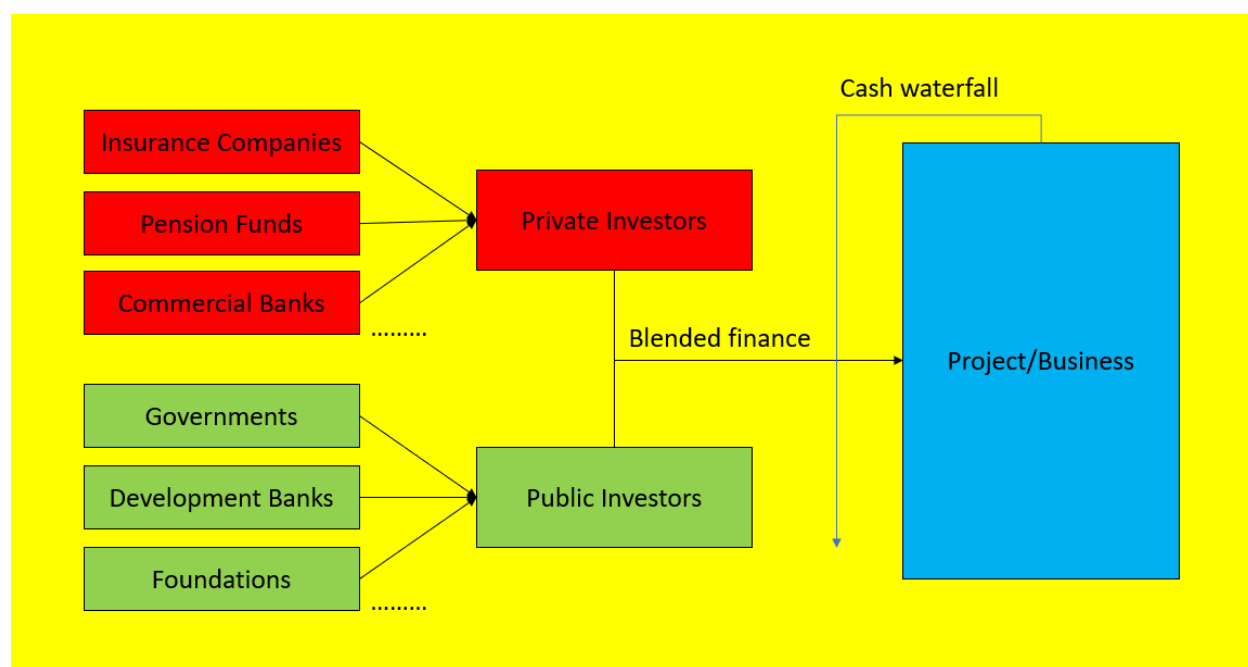 Cash waterfall
Insurance Companies
Pension Funds
Private Investors
Commercial Banks
.........
Blended finance
Project/Business
Governments
Development Banks
Public Investors
Foundations
.........